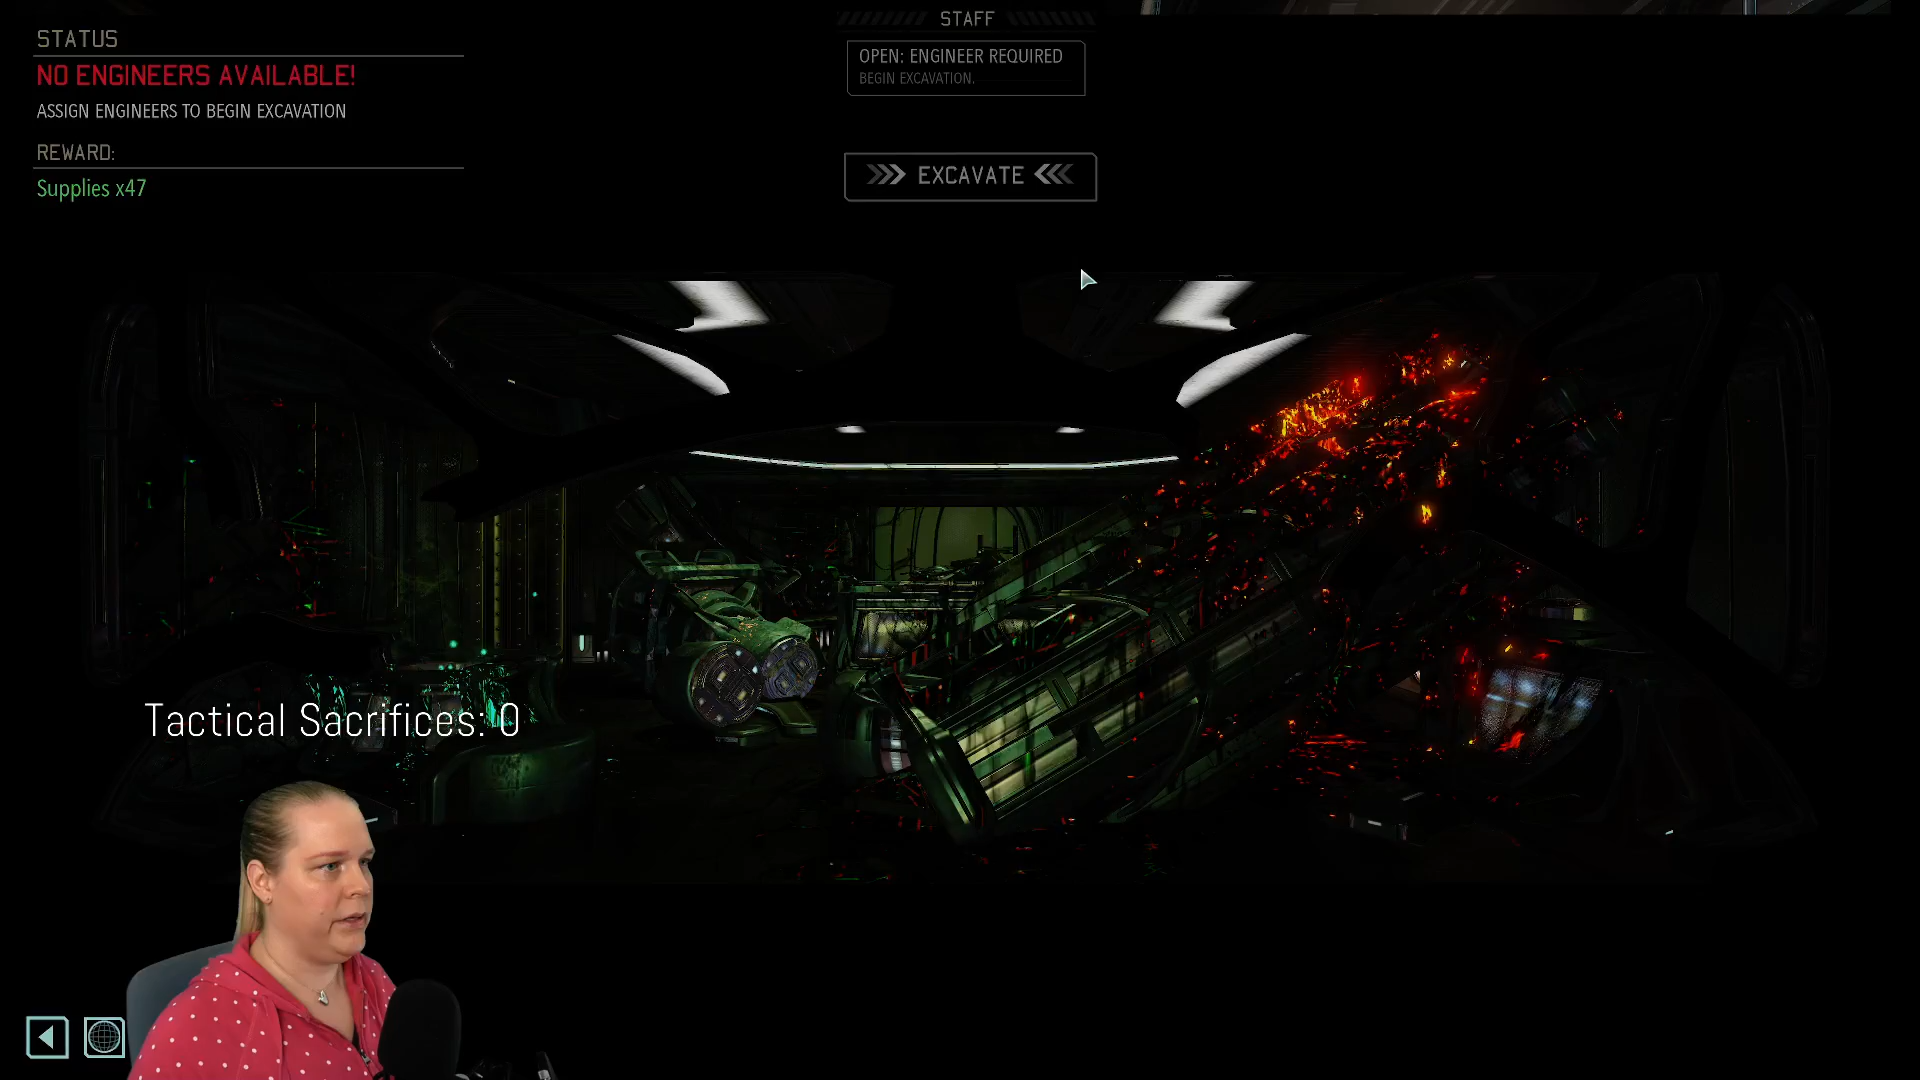 STATUS
NO ENGINEERS AVAILABLE!
ASSIGN ENGINEERS TO BEGIN EXCAVATION
REWARD:
Supplies x47
STAFF
OPEN: ENGINEER REQUIRED
BEGIN EXCAVATION.
EXCAVATE
Tactical Sacrifices: 0